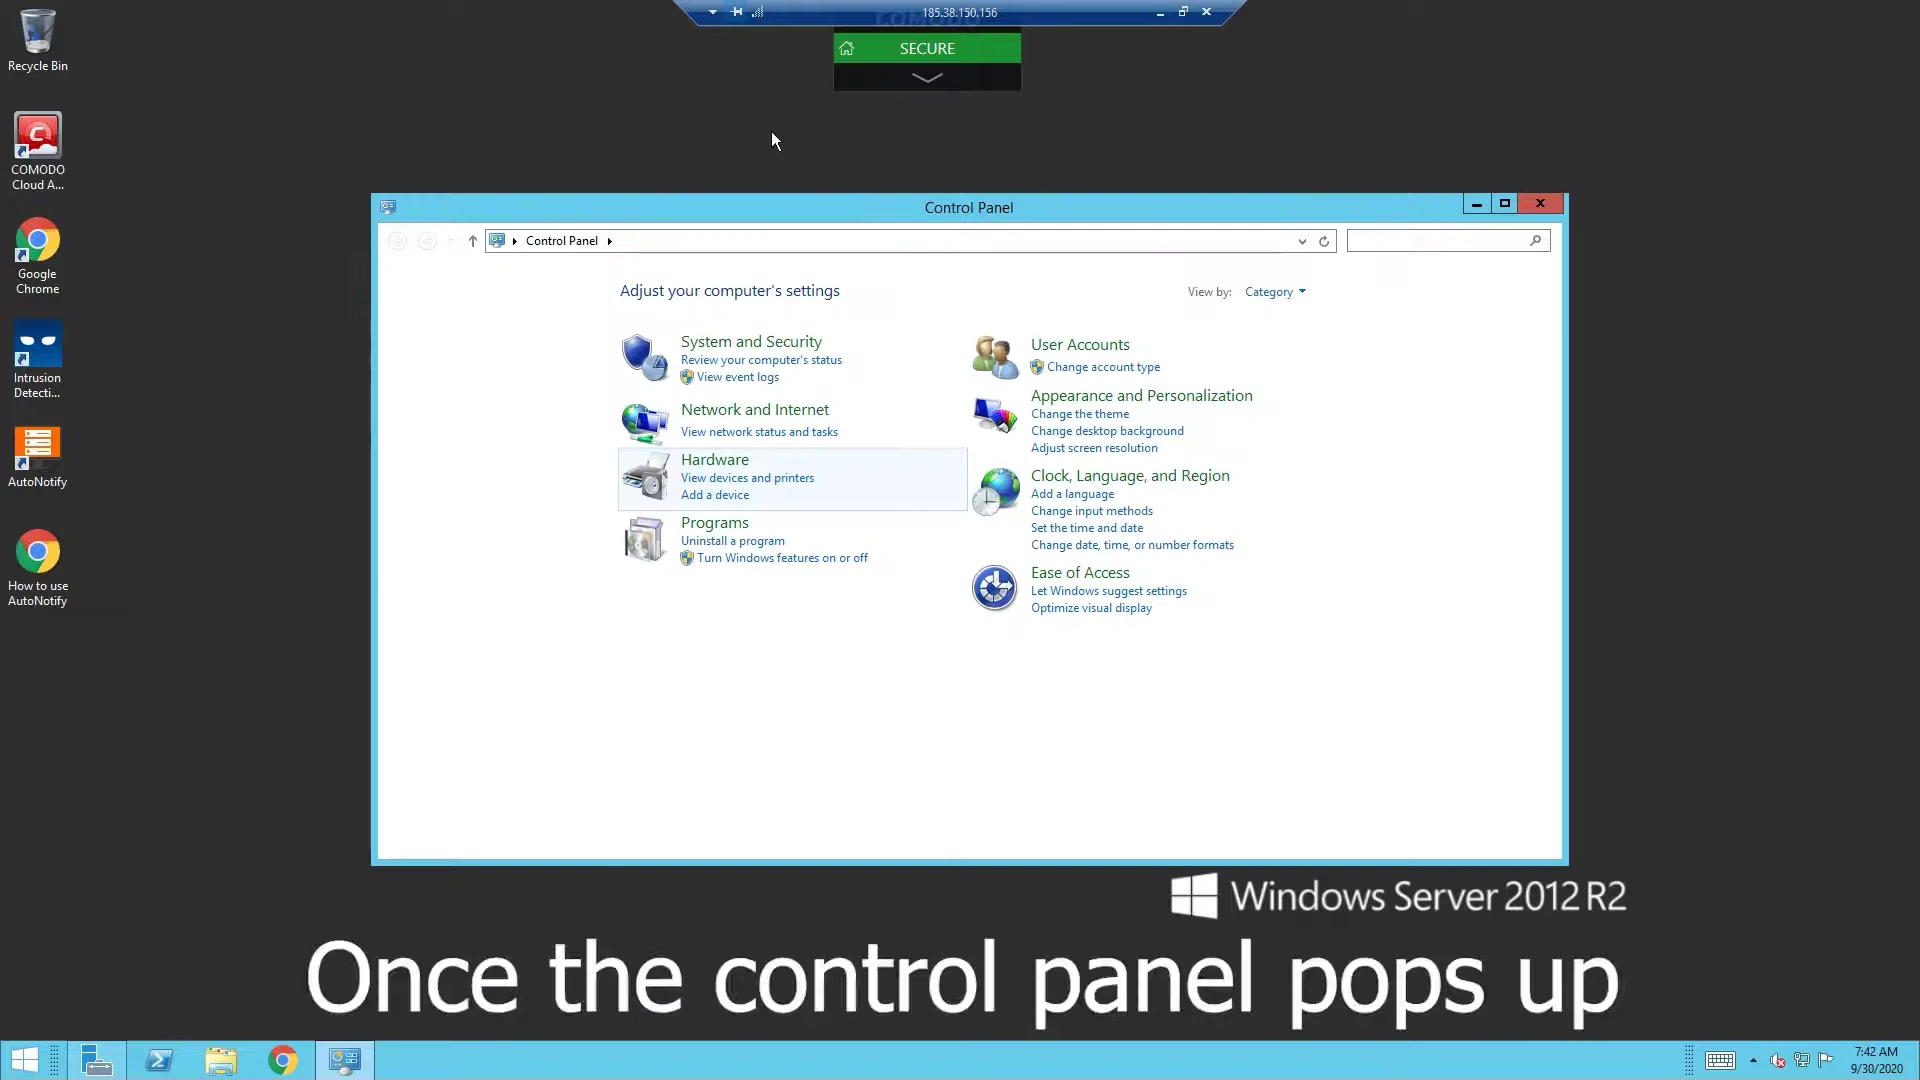 185.38.150.156
COMODO
SECURE
Recycle Bin
COMODO
Cloud A...
Google
Chrome
Intrusion
Detecti...
AutoNotify
How to use
AutoNotify
Control Panel
Control Panel
Adjust your computer's settings
View by: Category
System and Security
Review your computer's status
View event logs
Network and Internet
View network status and tasks
Hardware
View devices and printers
Add a device
Programs
Uninstall a program
Turn Windows features on or off
User Accounts
Change account type
Appearance and Personalization
Change the theme
Change desktop background
Adjust screen resolution
Clock, Language, and Region
Add a language
Change input methods
Set the time and date
Change date, time, or number formats
Ease of Access
Let Windows suggest settings
Optimize visual display
Windows Server 2012 R2
Once the control panel pops up
7:42 AM
9/30/2020